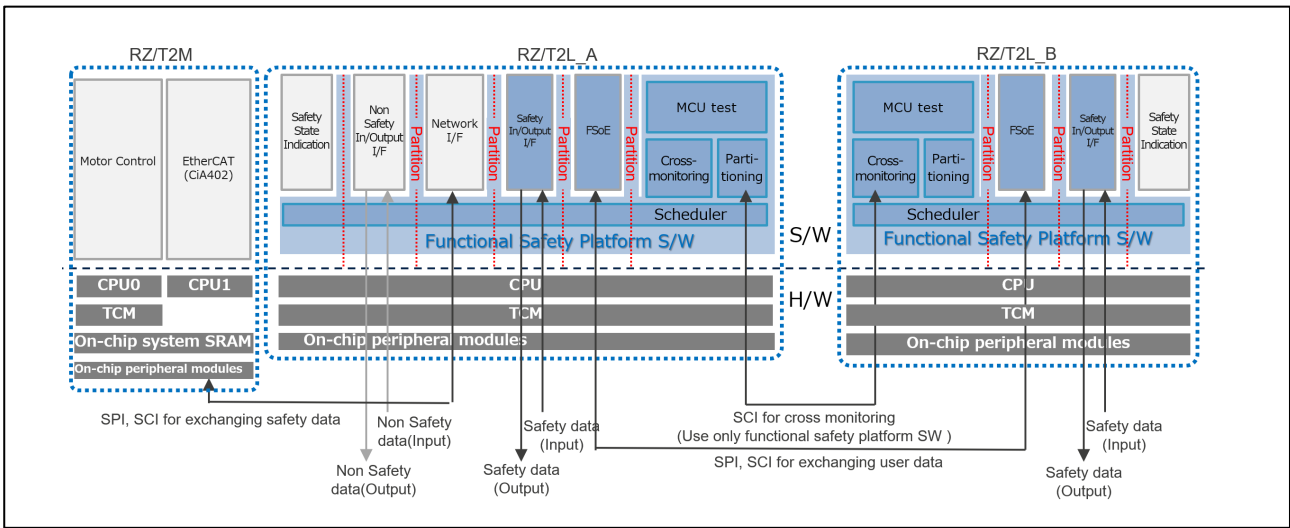 RZ/T2M
RZ/T2L_A
RZ/T2L_B
Motor Control
EtherCAT
(CiA402)
Safety
State
Indication
Non
Safety
In/Output
I/F
Partition
Network
I/F
Partition
Safety
In/Output
I/F
Partition
FSoE
Partition
MCU test
Cross-
monitoring
Parti-
tioning
Scheduler
Functional Safety Platform S/W
MCU test
Cross-
monitoring
Parti-
tioning
Partition
FSoE
Partition
Safety
In/Output
I/F
Partition
Safety
State
Indication
Scheduler
Functional Safety Platform S/W
S/W
H/W
CPU0
CPU1
TCM
On-chip system SRAM
On-chip peripheral modules
CPU
TCM
On-chip peripheral modules
CPU
TCM
On-chip peripheral modules
SPI, SCI for exchanging safety data
Non Safety
data(Input)
Non Safety
data(Output)
Safety data
(Input)
Safety data
(Output)
SCI for cross monitoring
(Use only functional safety platform SW )
SPI, SCI for exchanging user data
Safety data
(Input)
Safety data
(Output)